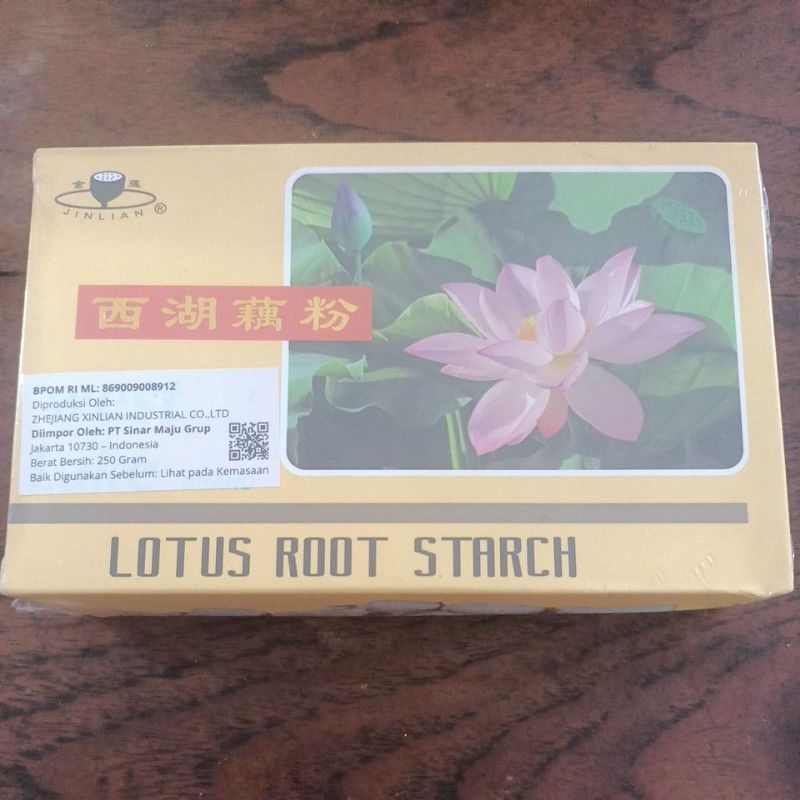 金 莲
JINLIAN ®
西湖藕粉
BPOM RI ML: 869009008912
Diproduksi Oleh:
ZHEJIANG XINLIAN INDUSTRIAL CO.,LTD
Diimpor Oleh: PT Sinar Maju Grup
Jakarta 10730 – Indonesia
Berat Bersih: 250 Gram
Baik Digunakan Sebelum: Lihat pada Kemasaan
LOTUS ROOT STARCH